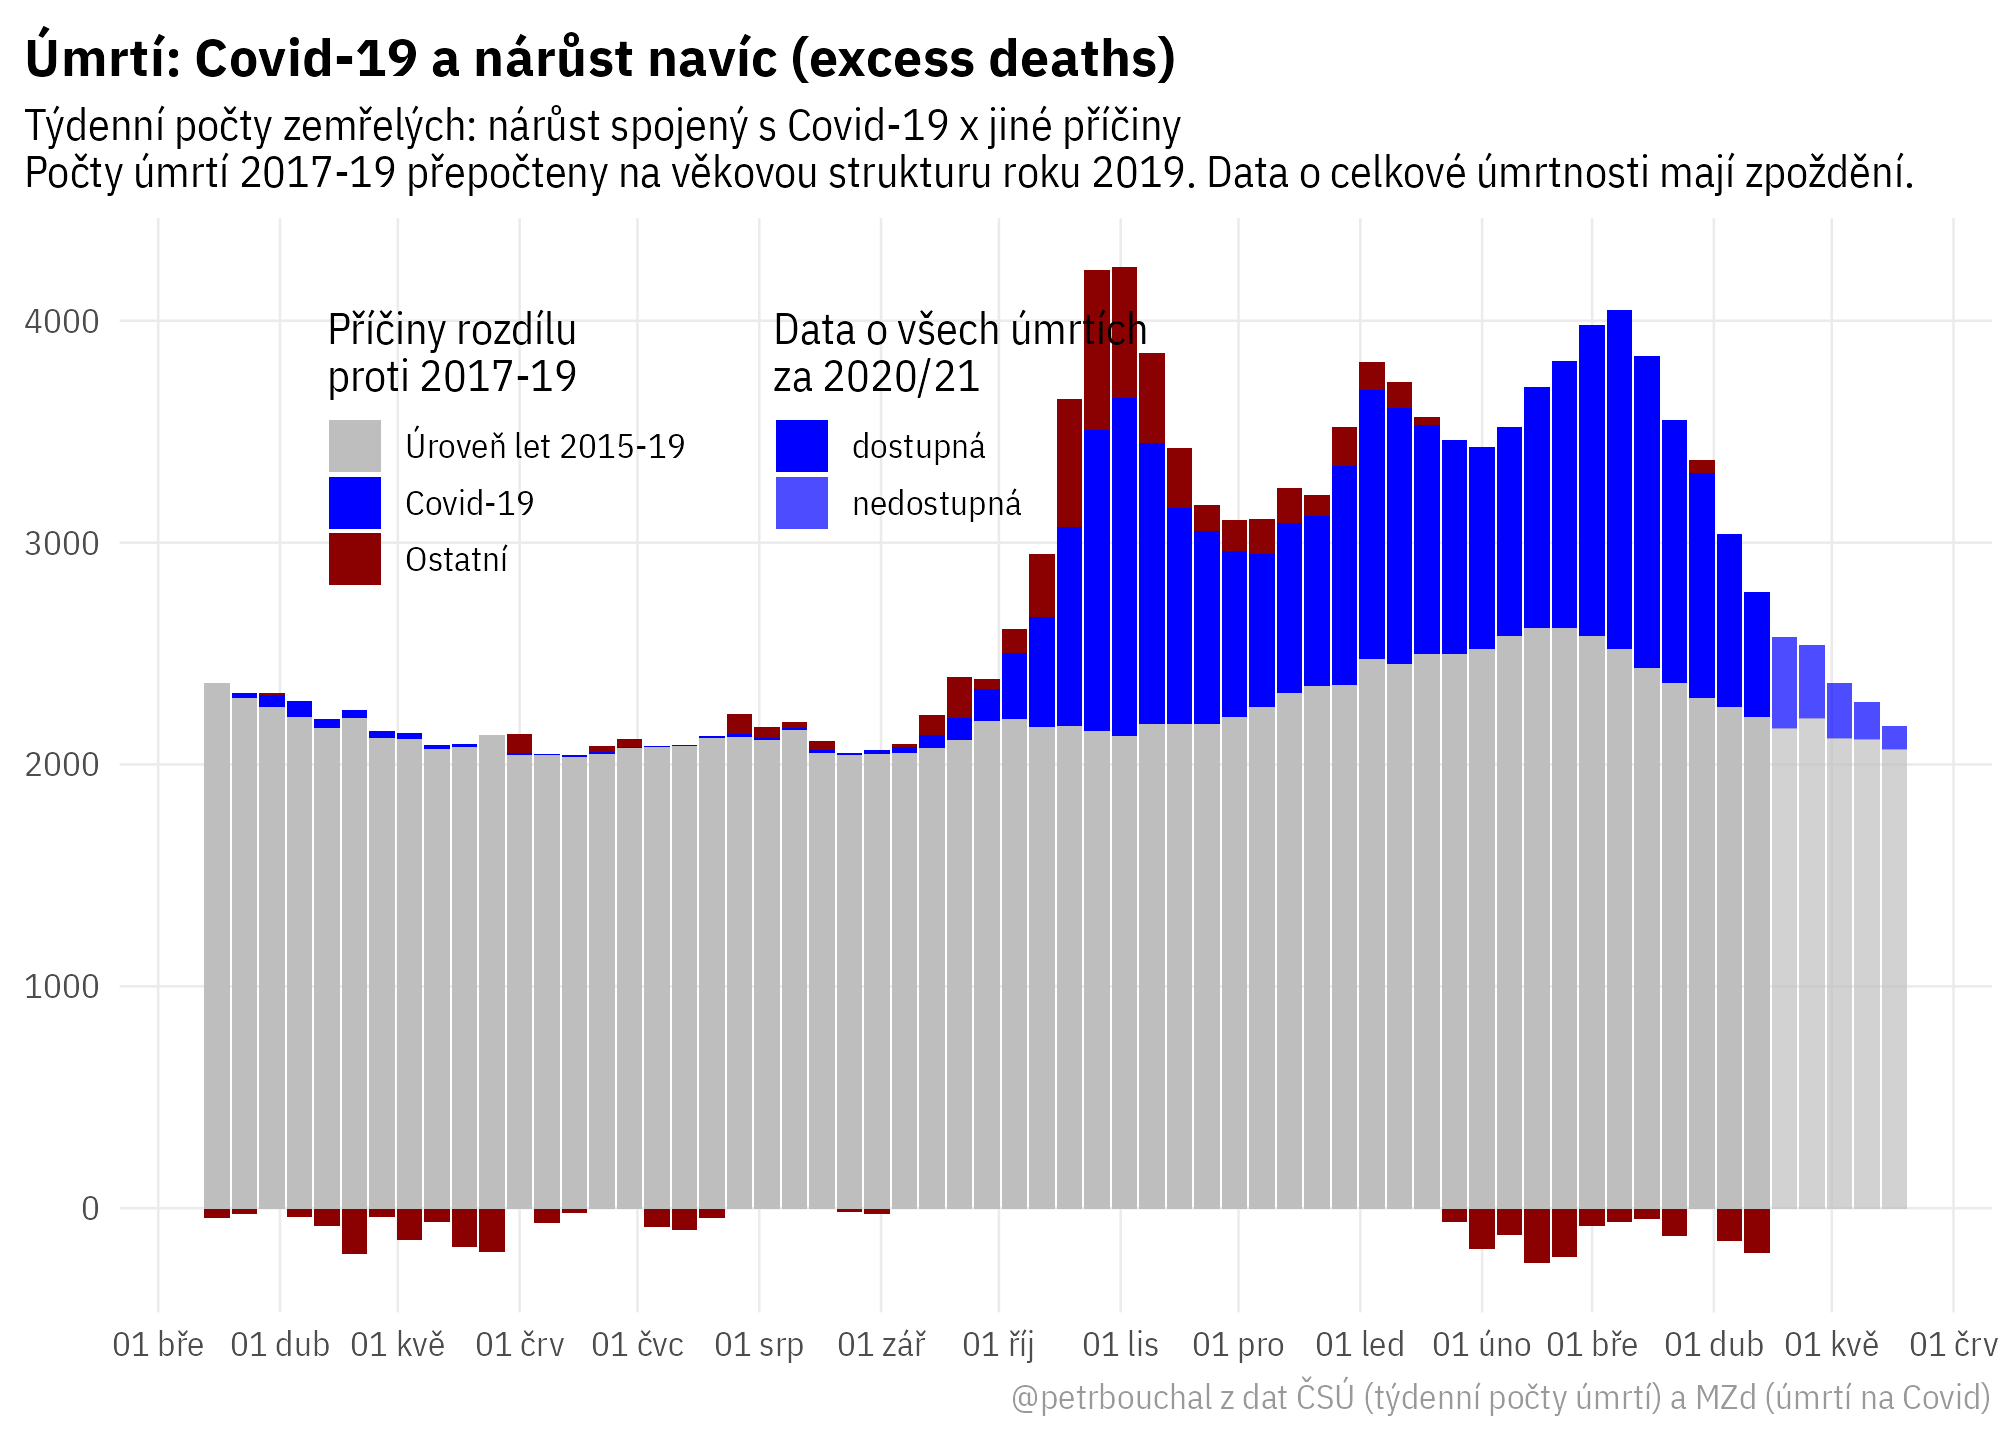 Úmrtí: Covid-19 a nárůst navíc (excess deaths)
Týdenní počty zemřelých: nárůst spojený s Covid-19 x jiné příčiny
Počty úmrtí 2017-19 přepočteny na věkovou strukturu roku 2019. Data o celkové úmrtnosti mají zpoždění.
Příčiny rozdílu
proti 2017-19
Úroveň let 2015-19
Covid-19
Ostatní
Data o všech úmrtích
za 2020/21
dostupná
nedostupná
4000
3000
2000
1000
0
01 bře 01 dub 01 kvě 01 črv 01 čvc 01 srp 01 zář 01 říj 01 lis 01 pro 01 led 01 úno 01 bře 01 dub 01 kvě 01 črv
@petrbouchal z dat ČSÚ (týdenní počty úmrtí) a MZd (úmrtí na Covid)